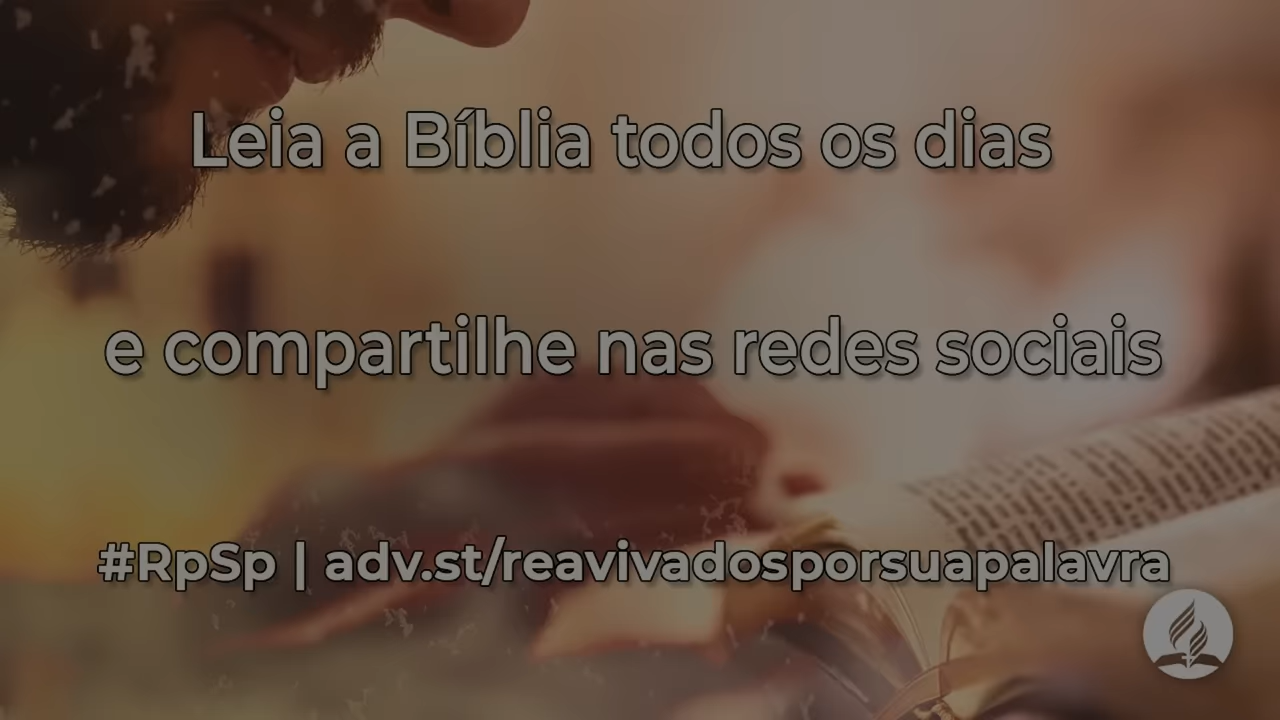 Leia a Bíblia todos os dias
e compartilhe nas redes sociais
#RpSp | adv.st/reavivadosporsuapalavra